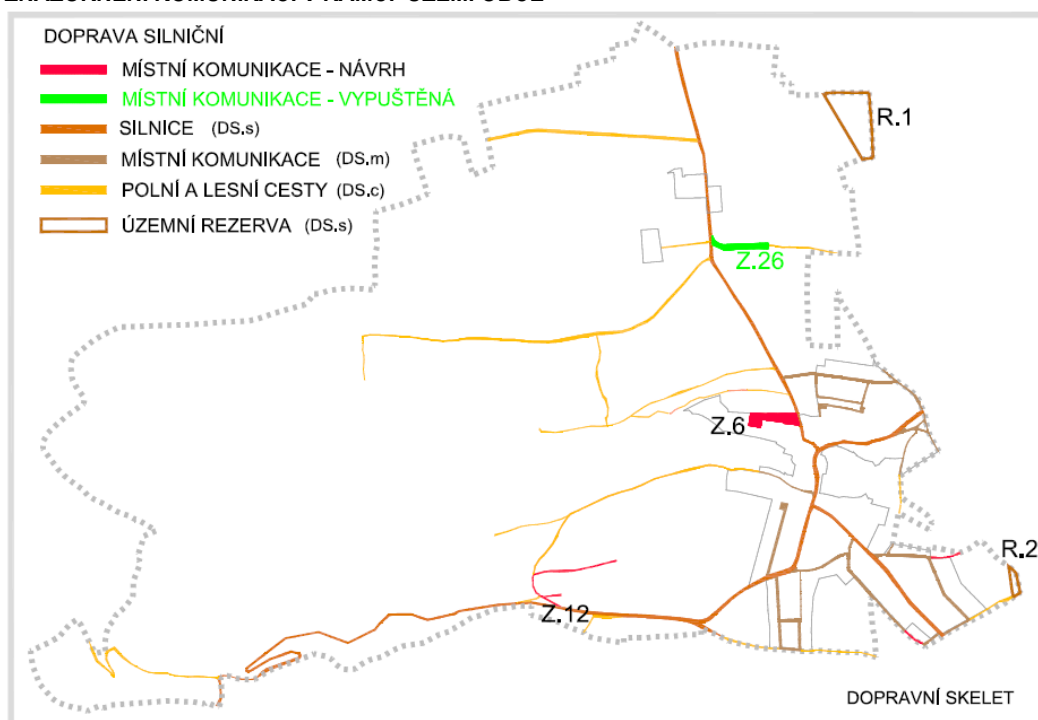 DOPRAVA SILNIČNÍ
MÍSTNÍ KOMUNIKACE - NÁVRH
MÍSTNÍ KOMUNIKACE - VYPUŠTĚNÁ
SILNICE (DS.s)
MÍSTNÍ KOMUNIKACE (DS.m)
POLNÍ A LESNÍ CESTY (DS.c)
ÚZEMNÍ REZERVA (DS.s)
R.1
Z.26
Z.6
R.2
Z.12
DOPRAVNÍ SKELET